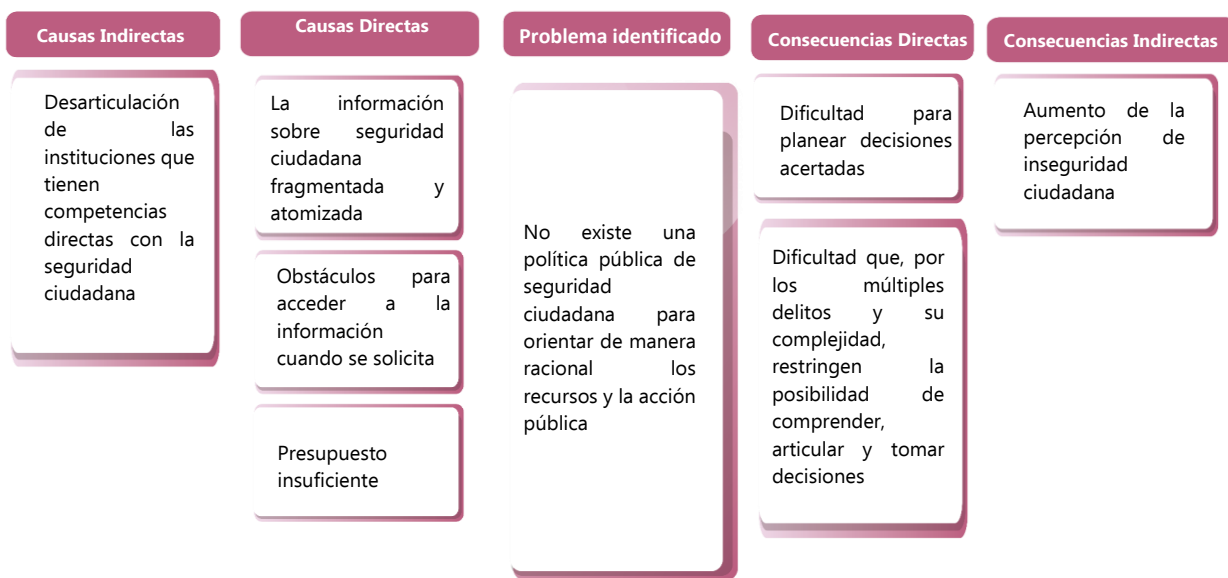 Causas Indirectas
Desarticulación
de las
instituciones que
tienen
competencias
directas con la
seguridad
ciudadana
Causas Directas
La información
sobre seguridad
ciudadana
fragmentada y
atomizada
Obstáculos para
acceder a la
información
cuando se solicita
Presupuesto
insuficiente
Problema identificado
No existe una
política pública de
seguridad
ciudadana para
orientar de manera
racional los
recursos y la acción
pública
Consecuencias Directas
Dificultad para
planear decisiones
acertadas
Dificultad que, por
los múltiples
delitos y su
complejidad,
restringen la
posibilidad de
comprender,
articular y tomar
decisiones
Consecuencias Indirectas
Aumento de la
percepción de
inseguridad
ciudadana